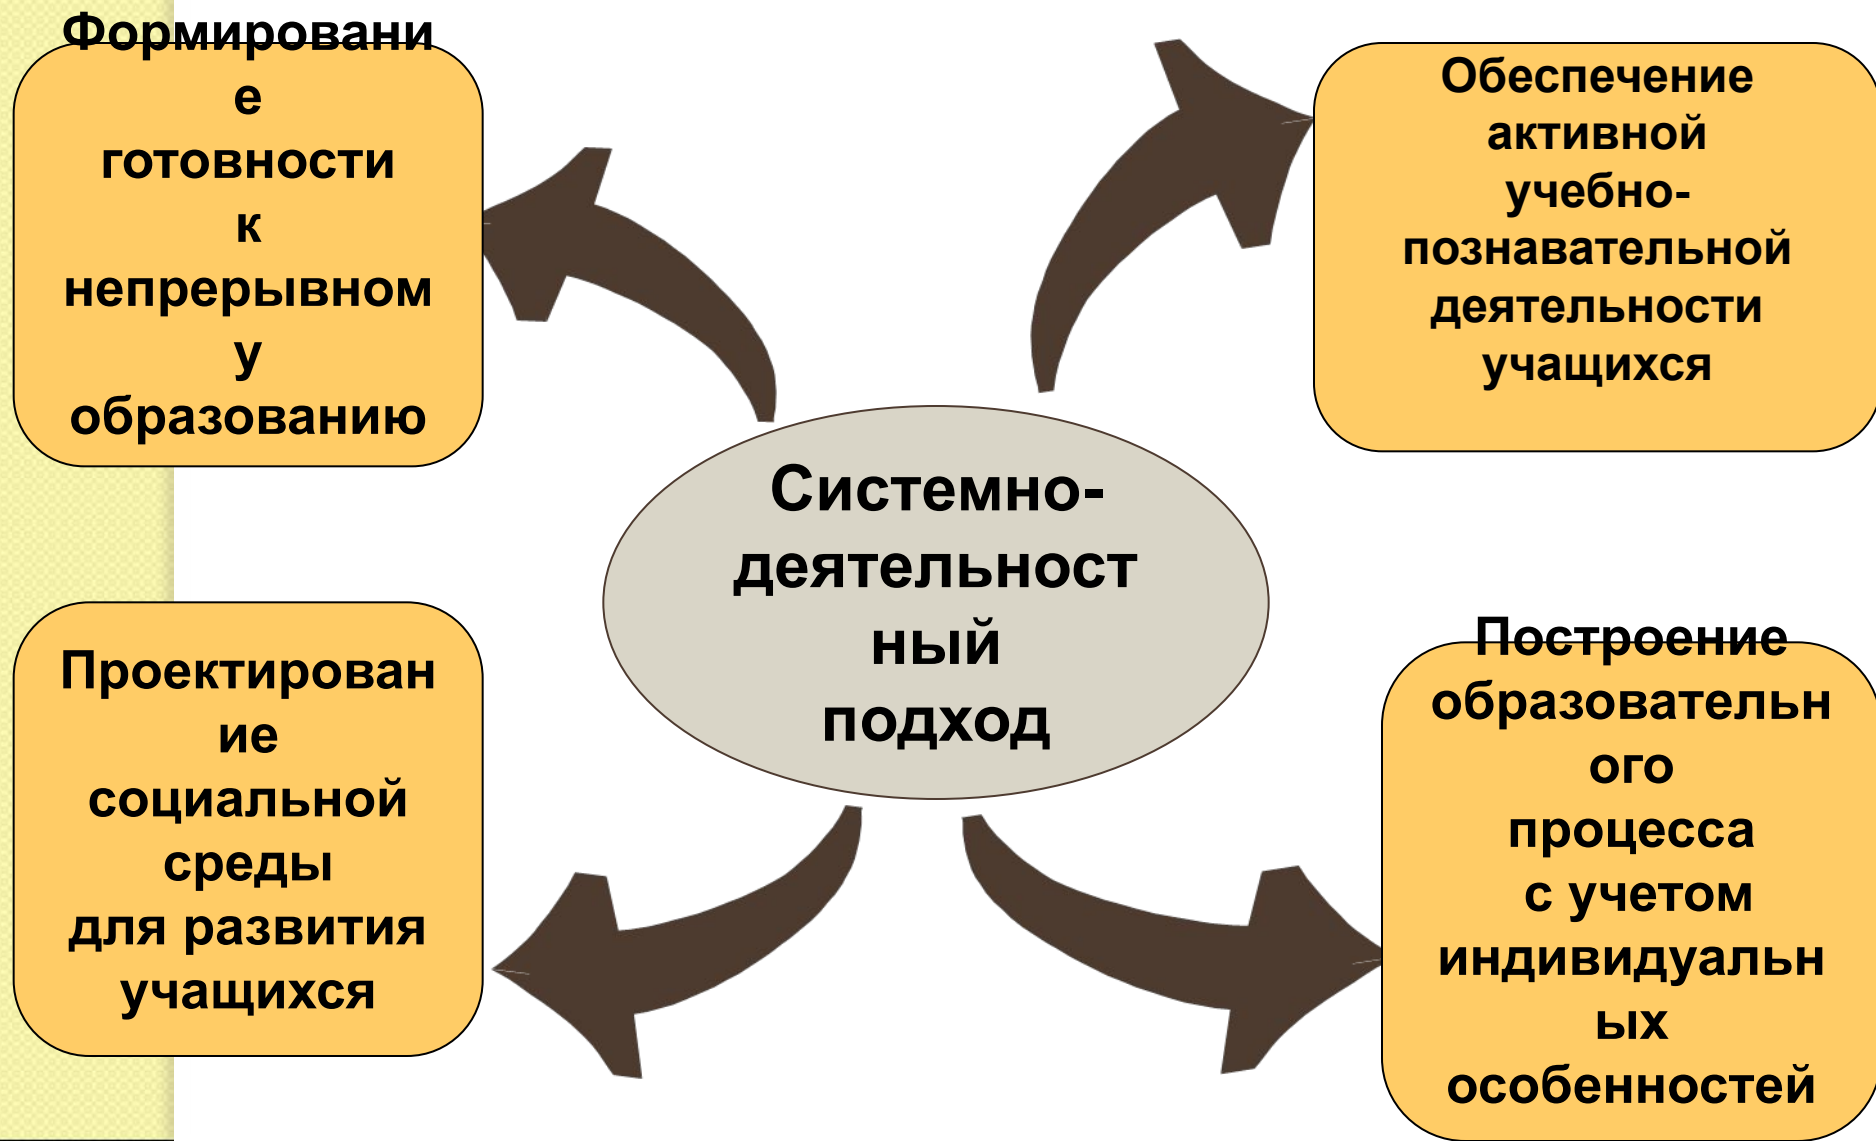 Формировани
е
готовности
к
непрерывном
у
образованию
Обеспечение
активной
учебно-
познавательной
деятельности
учащихся
Системно-
деятельност
ный
подход
Проектирован
ие
социальной
среды
для развития
учащихся
Построение
образовательн
ого
процесса
с учетом
индивидуальн
ых
особенностей